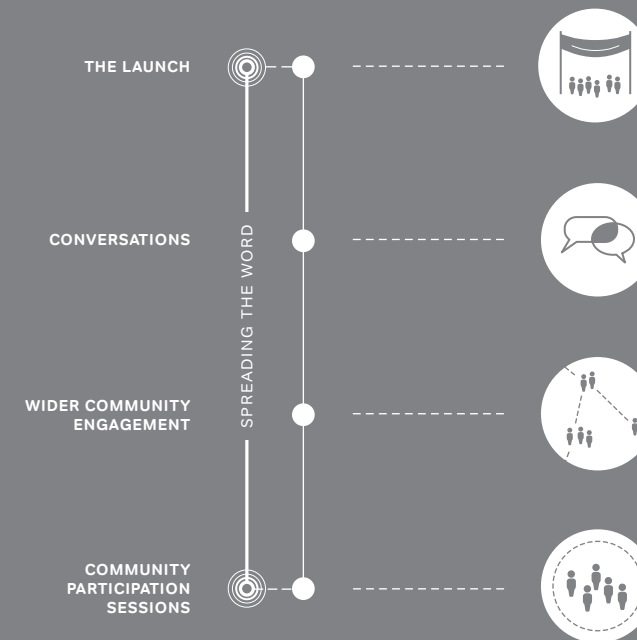 THE LAUNCH
CONVERSATIONS
SPREADING THE WORD
WIDER COMMUNITY
ENGAGEMENT
COMMUNITY
PARTICIPATION
SESSIONS